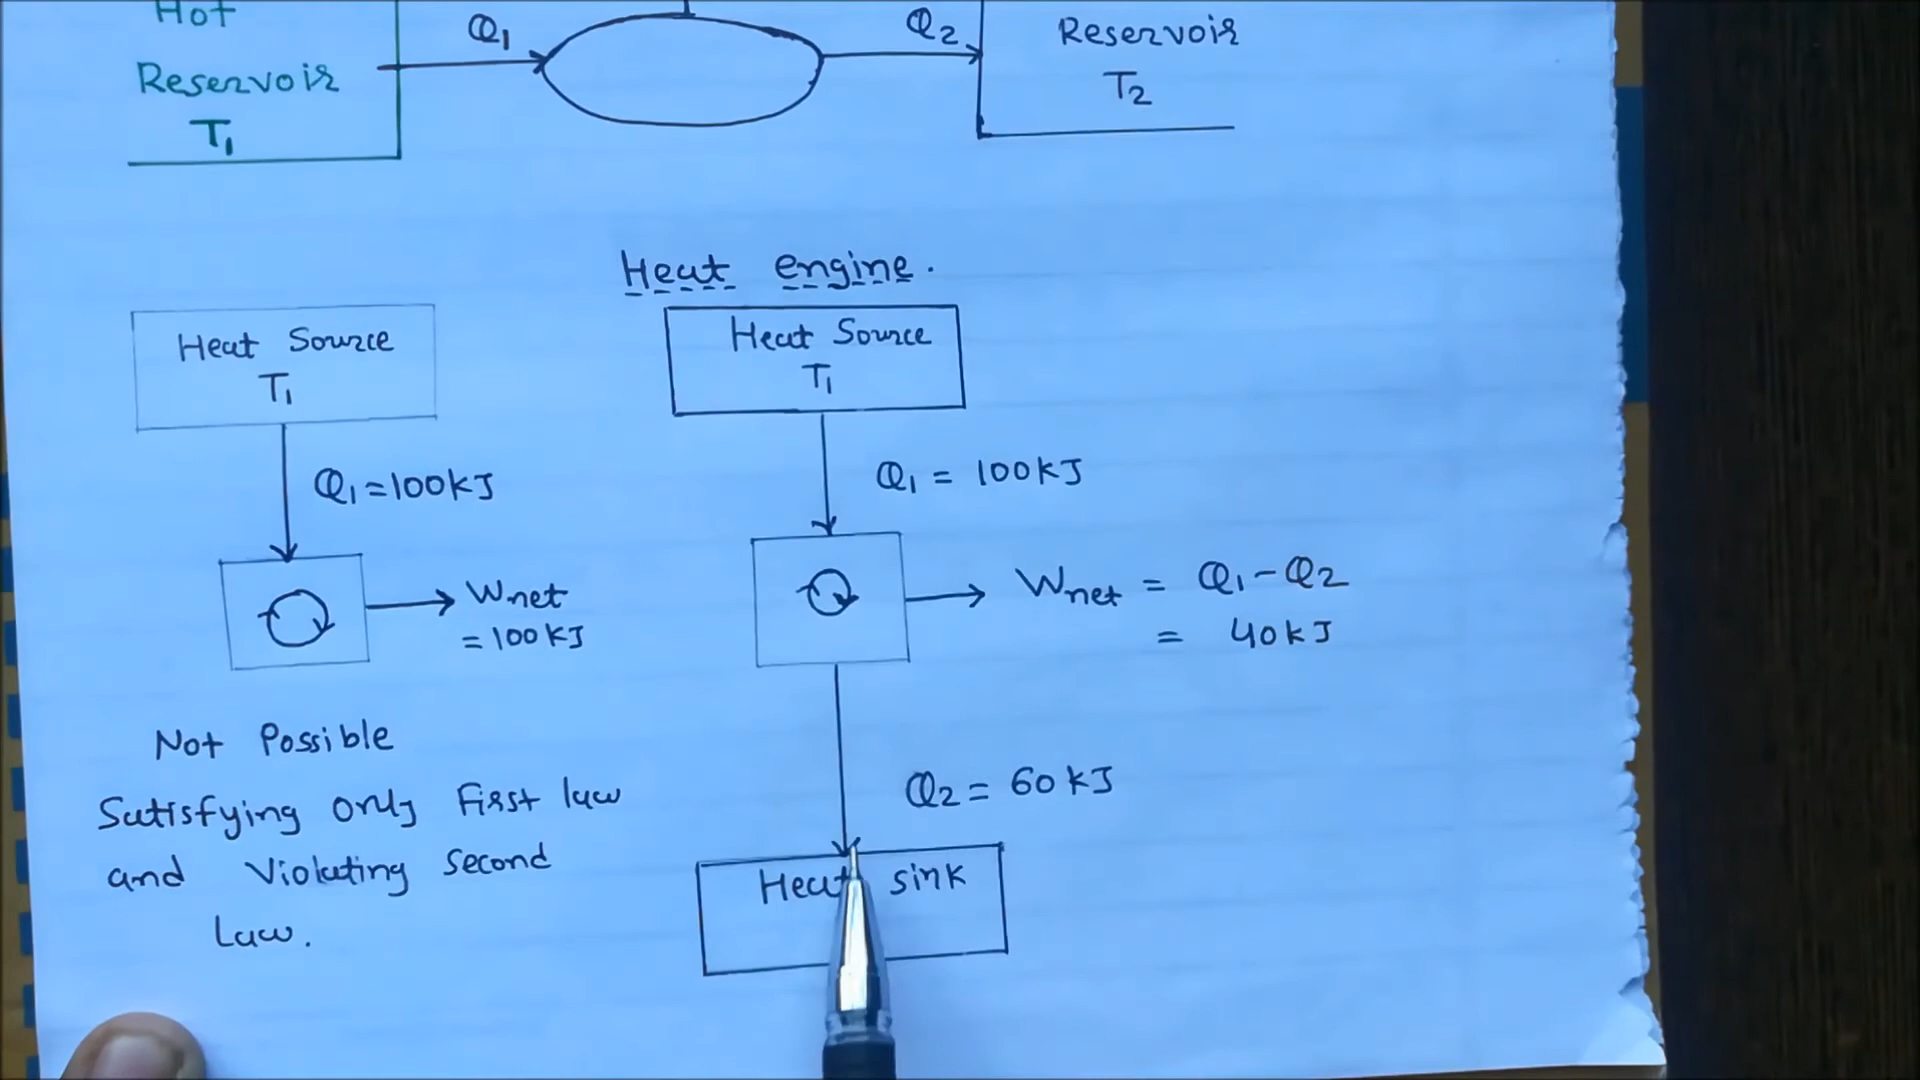 Hot
Reservoir
T1
Q1
Q2
Reservoir
T2
Heat engine.
Heat Source
T1
Q1=100kJ
Wnet
= 100 KJ
Not Possible
Satisfying only First law
and Violating Second
Law.
Heat Source
T1
Q1 = 100kJ
Wnet = Q1-Q2
= 40kJ
Q2 = 60kJ
Heat sink